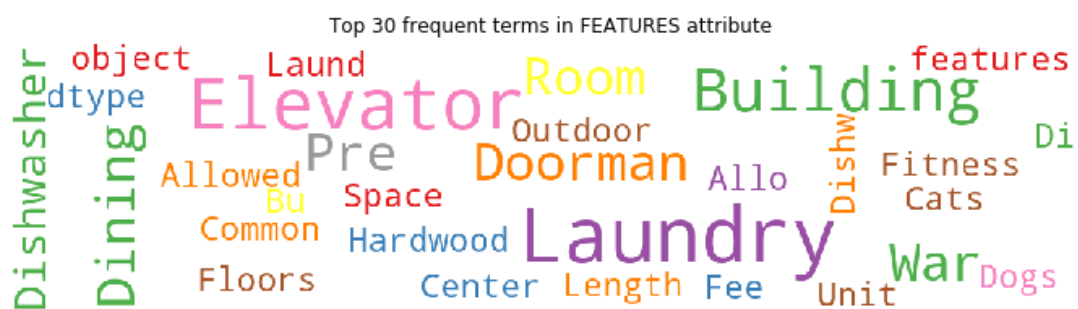 Top 30 frequent terms in FEATURES attribute
Dishwasher
object
dtype
Laund
Elevator
Room
Building
features
Dining
Pre
Outdoor
Doorman
Dishw
Di
Allowed
Bu
Space
Allo
Fitness
Cats
Common
Hardwood
Laundry
War
Floors
Center
Length
Fee
Unit
Dogs